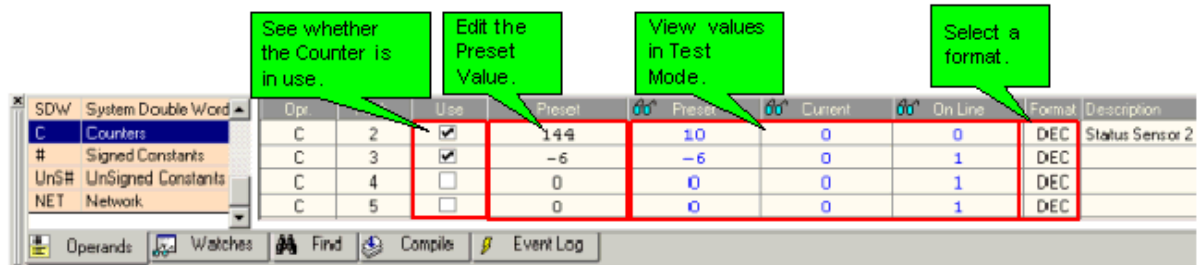 See whether
the Counter is
in use.
Edit the
Preset
Value.
View values
in Test
Mode.
Select a
format.
SDW System Double Word
C Counters
# Signed Constants
UnS# UnSigned Constants
NET Network
Opr Use Preset Preset Current On Line Format Description
C 2 144 10 0 0 DEC Status Sensor 2
C 3 -6 -6 0 1 DEC
C 4 0 0 0 1 DEC
C 5 0 0 0 1 DEC
Operands Watches Find Compile Event Log